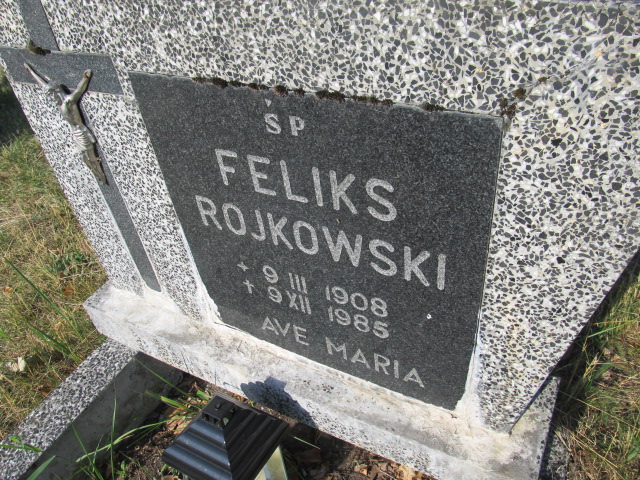 ŚP
FELIKS
ROJKOWSKI
+ 9 III 1908
+ 9 XII 1985
AVE MARIA